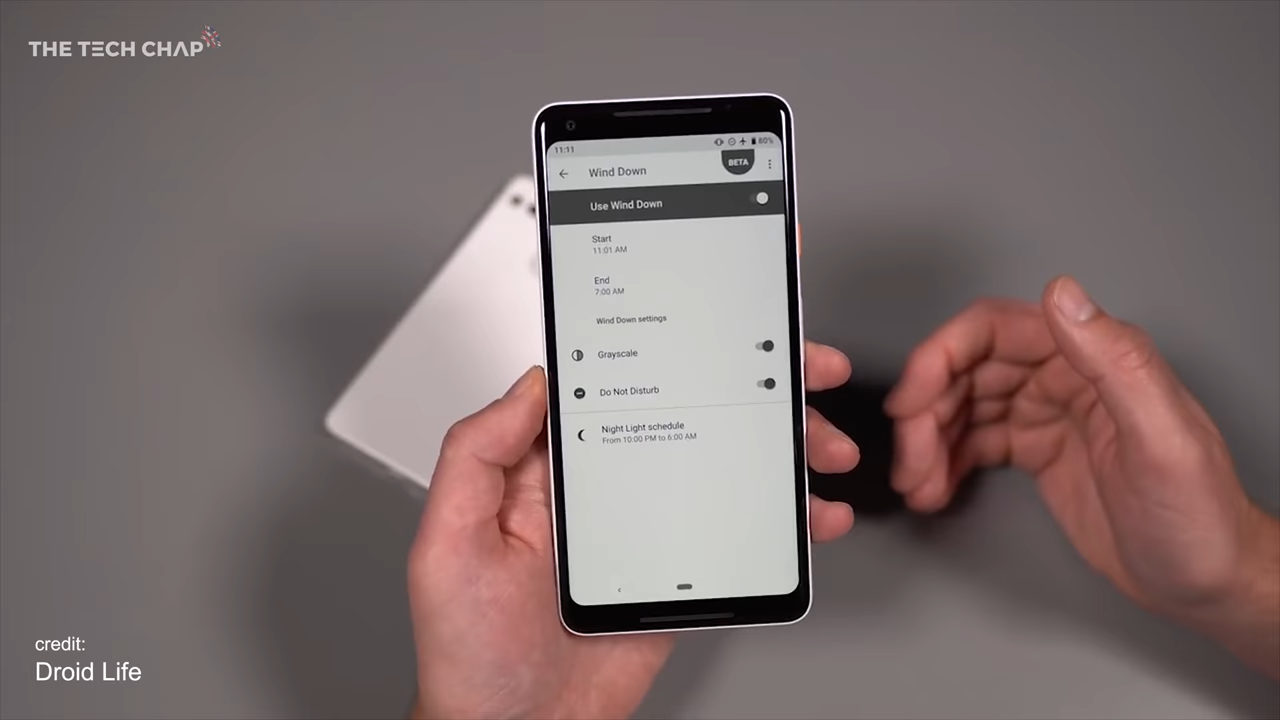 THE TECH CHAP
11:11
80%
Wind Down
BETA
Use Wind Down
Start
11:01 AM
End
7:00 AM
Wind Down settings
Grayscale
Do Not Disturb
Night Light schedule
From 10:00 PM to 6:00 AM
credit:
Droid Life